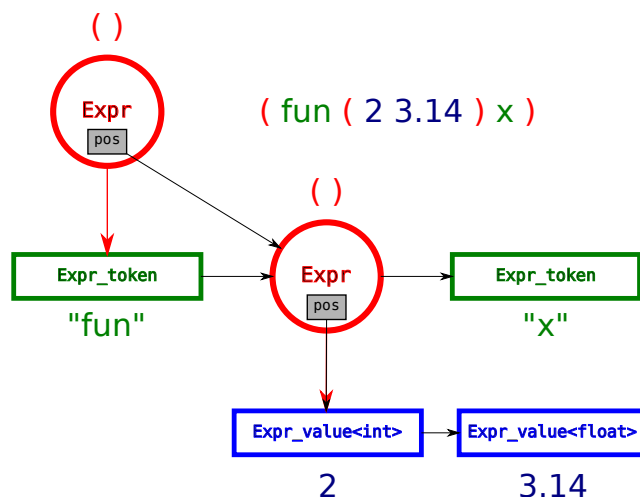 ( )
Expr
pos
( fun ( 2 3.14 ) x )
( )
Expr_token
"fun"
Expr
pos
Expr_token
"x"
Expr_value<int>
2
Expr_value<float>
3.14